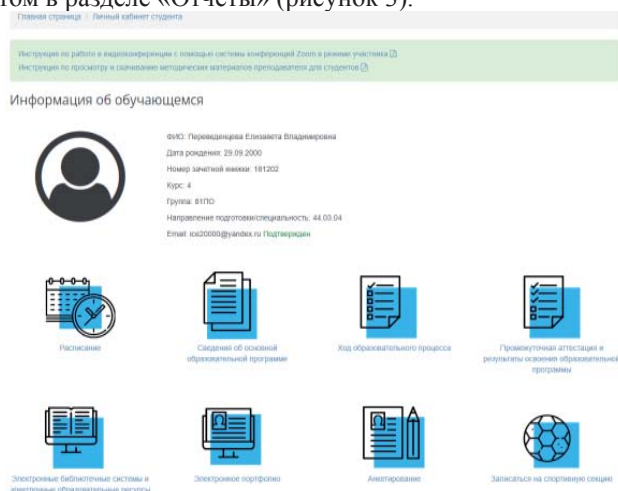 том в разделе «Отчеты» (рисунок 3).
Главная страница / Личный кабинет студента
Инструкция по работе в видеоконференции с помощью системы конференций Zoom в режиме участника
Инструкция по просмотру и скачиванию методических материалов преподавателя для студентов
Информация об обучающемся
ФИО: Переведенцева Елизавета Владимировна
Дата рождения: 29.09.2000
Номер зачетной книжки: 181202
Курс: 4
Группа: 81ПО
Направление подготовки/специальность: 44.03.04
Email: ice20000@yandex.ru Подтвержден
Расписание
Сведения об основной
образовательной программе
Ход образовательного процесса
Промежуточная аттестация и
результаты освоения образовательной
программы
Электронные библиотечные системы и
электронные образовательные ресурсы
Электронное портфолио
Анкетирование
Записаться на спортивную секцию